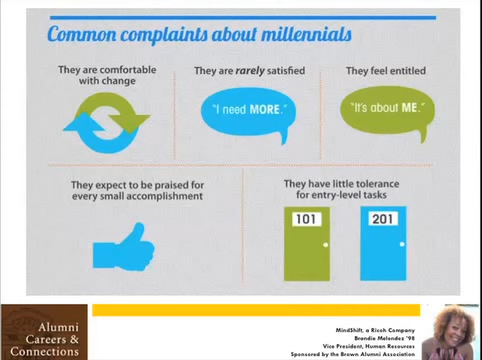 Common complaints about millennials
They are comfortable
with change
They are rarely satisfied
"I need MORE."
They feel entitled
"It's about ME."
They expect to be praised for
every small accomplishment
They have little tolerance
for entry-level tasks
101
201
Alumni
Careers &
Connections
MindShift, a Ricoh Company
Brandie Melendez '98
Vice President, Human Resources
Sponsored by the Brown Alumni Association